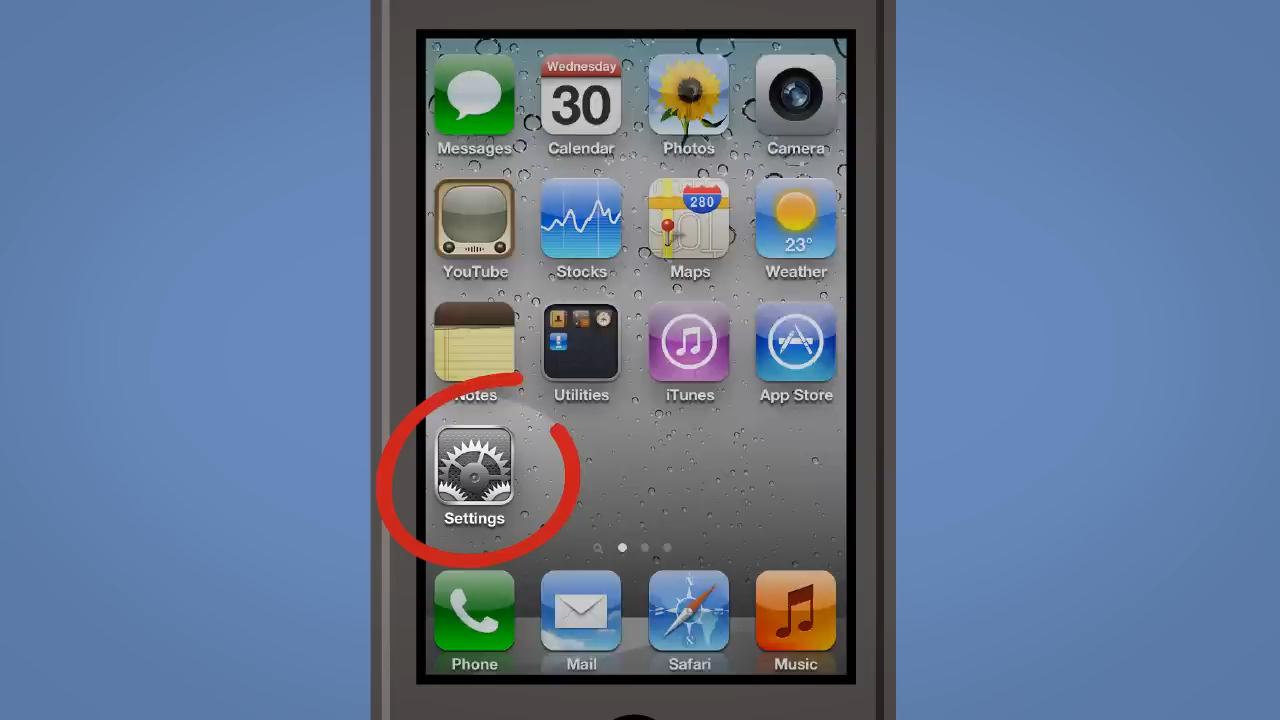 Wednesday
30
Messages
Calendar
Photos
Camera
280
23°
YouTube
Stocks
Maps
Weather
Notes
Utilities
iTunes
App Store
Settings
N
S
Phone
Mail
Safari
Music